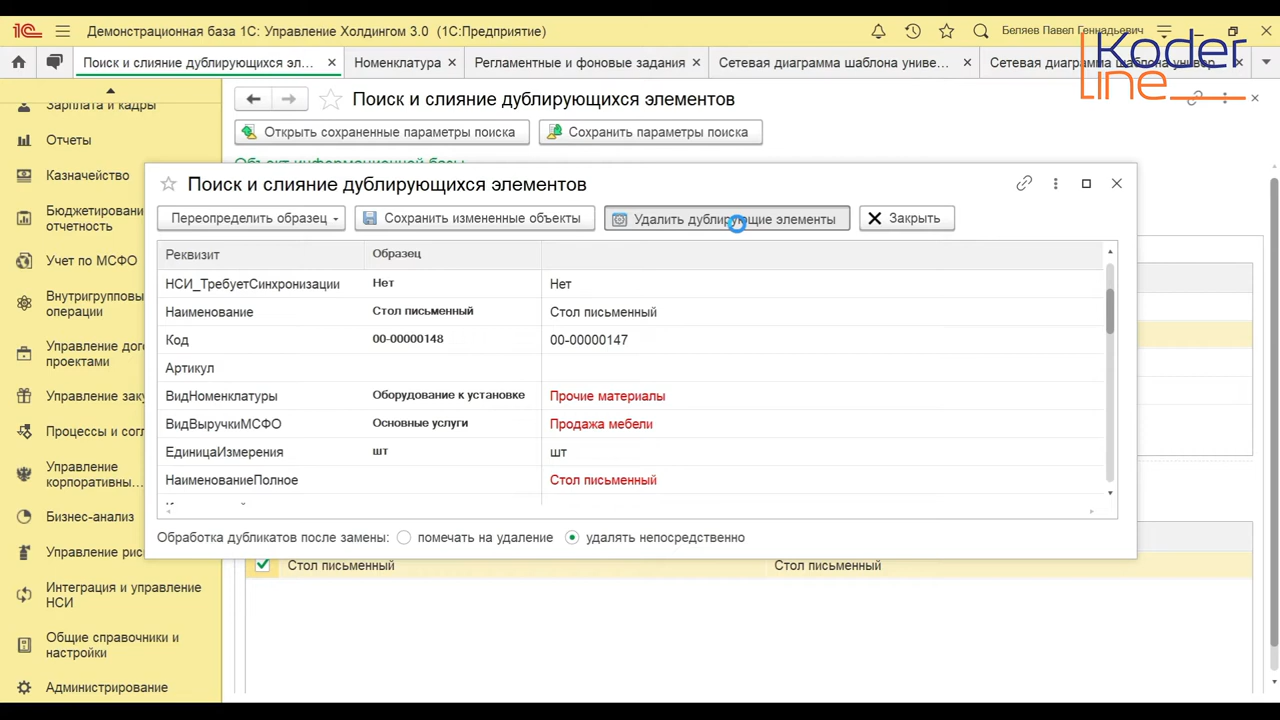 1С Демонстрационная база 1С: Управление Холдингом 3.0 (1С:Предприятие) Беляев Павел Геннадьевич
Koder
line
Поиск и слияние дублирующихся эл... Номенклатура Регламентные и фоновые задания Сетевая диаграмма шаблона униве... Сетевая диаграмма шаблона универ
Зарплата и кадры
Отчеты
Казначейство
Бюджетировани
отчетность
Учет по МСФО
Внутригрупповы
операции
Управление дого
проектами
Управление заку
Процессы и согл
Управление
корпоративны...
Бизнес-анализ
Управление рис
Интеграция и управление
НСИ
Общие справочники и
настройки
Администрирование
Поиск и слияние дублирующихся элементов
Открыть сохраненные параметры поиска Сохранить параметры поиска
Объект информационной базы
Поиск и слияние дублирующихся элементов
Переопределить образец Сохранить измененные объекты Удалить дублирующие элементы Закрыть
Реквизит Образец
НСИ_ТребуетСинхронизации Нет Нет
Наименование Стол письменный Стол письменный
Код 00-00000148 00-00000147
Артикул
ВидНоменклатуры Оборудование к установке Прочие материалы
ВидВыручкиМСФО Основные услуги Продажа мебели
ЕдиницаИзмерения шт шт
НаименованиеПолное Стол письменный
Обработка дубликатов после замены: помечать на удаление удалять непосредственно
Стол письменный Стол письменный